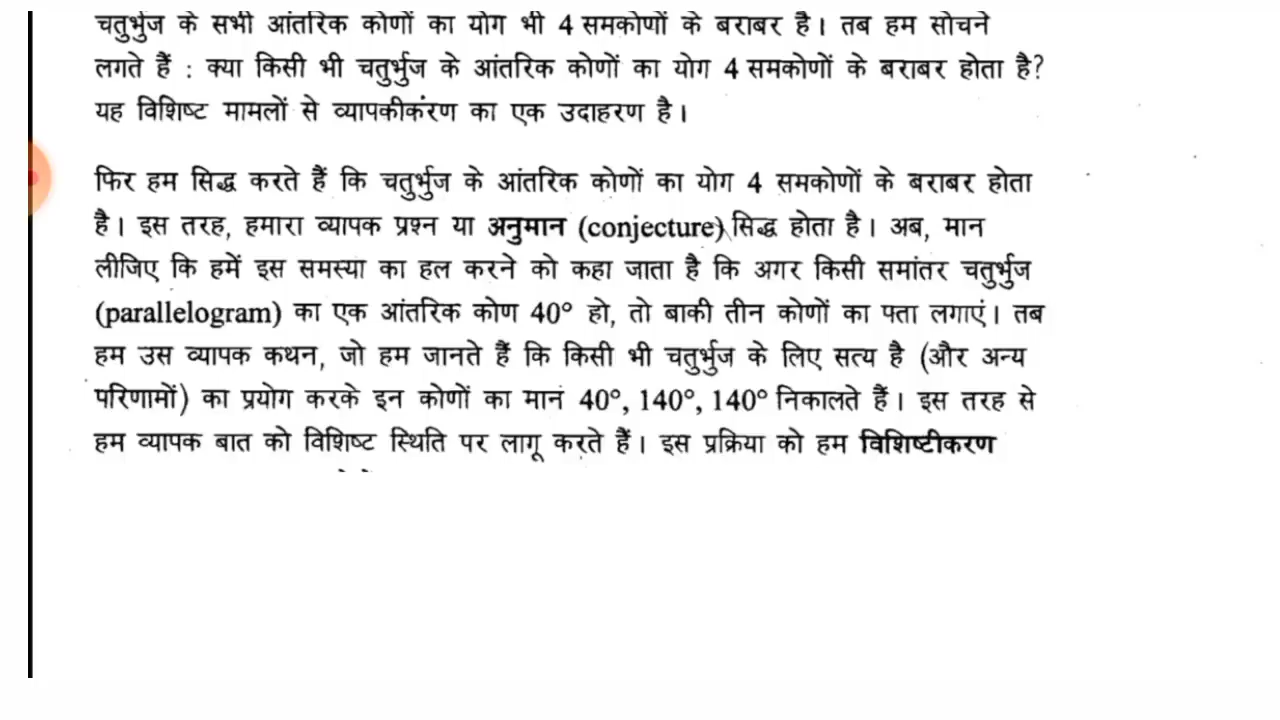 चतुर्भुज के सभी आंतरिक कोणों का योग भी 4 समकोणों के बराबर है। तब हम सोचने
लगते हैं : क्या किसी भी चतुर्भुज के आंतरिक कोणों का योग 4 समकोणों के बराबर होता है?
यह विशिष्ट मामलों से व्यापकीकरण का एक उदाहरण है।
फिर हम सिद्ध करते हैं कि चतुर्भुज के आंतरिक कोणों का योग 4 समकोणों के बराबर होता
है। इस तरह, हमारा व्यापक प्रश्न या अनुमान (conjecture) सिद्ध होता है। अब, मान
लीजिए कि हमें इस समस्या का हल करने को कहा जाता है कि अगर किसी समांतर चतुर्भुज
(parallelogram) का एक आंतरिक कोण 40° हो, तो बाकी तीन कोणों का पता लगाएं। तब
हम उस व्यापक कथन, जो हम जानते हैं कि किसी भी चतुर्भुज के लिए सत्य है (और अन्य
परिणामों) का प्रयोग करके इन कोणों का मान 40°, 140°, 140° निकालते हैं। इस तरह से
हम व्यापक बात को विशिष्ट स्थिति पर लागू करते हैं। इस प्रक्रिया को हम विशिष्टीकरण